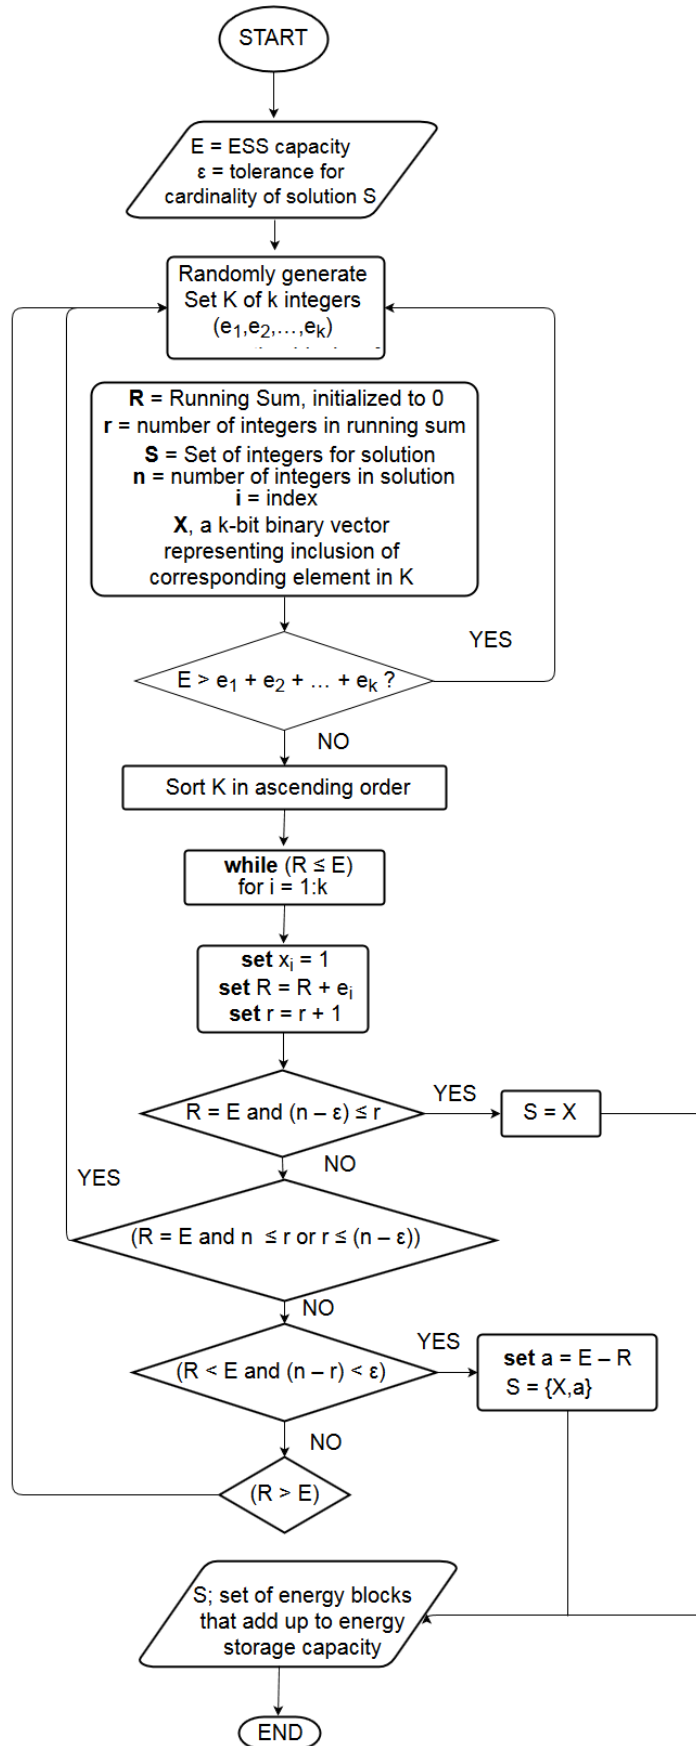 START
E = ESS capacity
ε = tolerance for
cardinality of solution S
Randomly generate
Set K of k integers
(e₁,e₂,…,eₖ)
R = Running Sum, initialized to 0
r = number of integers in running sum
S = Set of integers for solution
n = number of integers in solution
i = index
X, a k-bit binary vector
representing inclusion of
corresponding element in K
YES
E > e₁ + e₂ + … + eₖ ?
NO
Sort K in ascending order
while (R ≤ E)
for i = 1:k
set xᵢ = 1
set R = R + eᵢ
set r = r + 1
YES
R = E and (n – ε) ≤ r
S = X
NO
YES
(R = E and n ≤ r or r ≤ (n – ε))
NO
YES
(R < E and (n – r) < ε)
set a = E – R
S = {X,a}
NO
(R > E)
S; set of energy blocks
that add up to energy
storage capacity
END